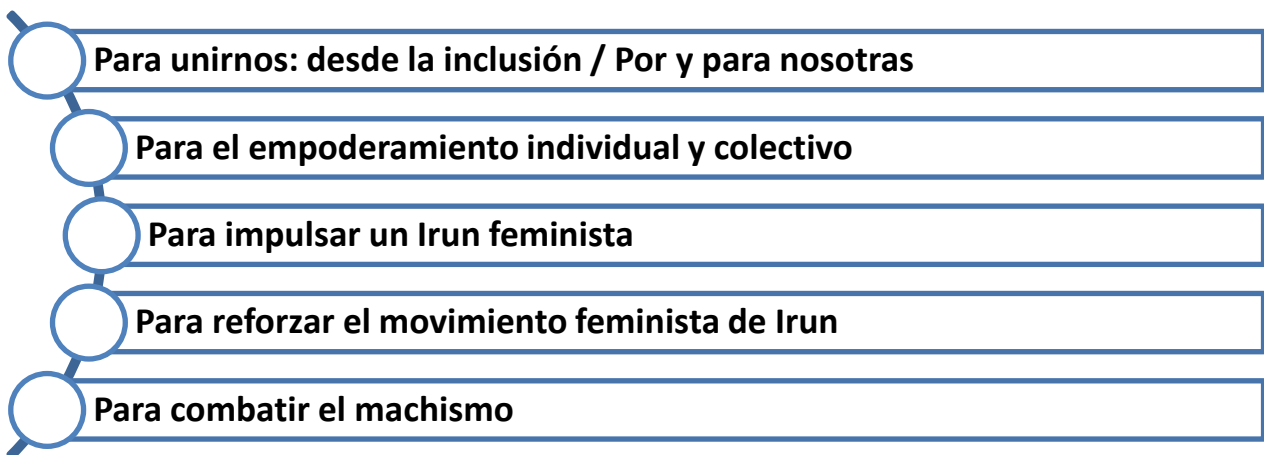 Para unirnos: desde la inclusión / Por y para nosotras
Para el empoderamiento individual y colectivo
Para impulsar un Irun feminista
Para reforzar el movimiento feminista de Irun
Para combatir el machismo